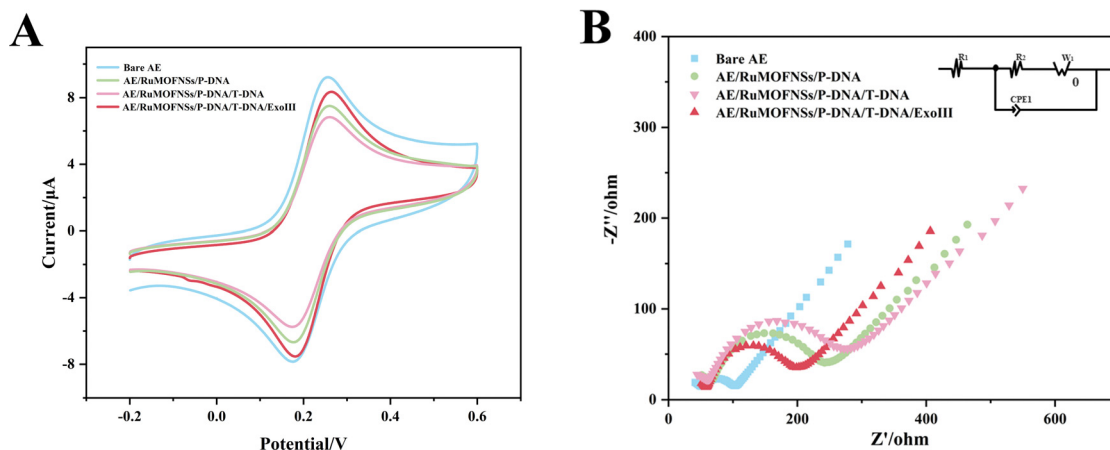 A
Bare AE
AE/RuMOFNSs/P-DNA
AE/RuMOFNSs/P-DNA/T-DNA
AE/RuMOFNSs/P-DNA/T-DNA/ExoIII
8
4
0
-4
-8
Current/μA
-0.2 0.0 0.2 0.4 0.6
Potential/V
B
Bare AE
AE/RuMOFNSs/P-DNA
AE/RuMOFNSs/P-DNA/T-DNA
AE/RuMOFNSs/P-DNA/T-DNA/ExoIII
R1 R2 W1
0
CPE1
400
300
200
100
0
-Z''/ohm
0 200 400 600
Z'/ohm